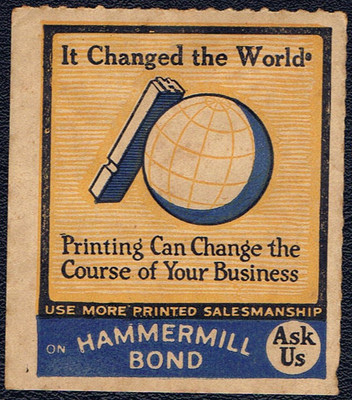 It Changed the World.
Printing Can Change the
Course of Your Business
USE MORE PRINTED SALESMANSHIP
ON HAMMERMILL
BOND
Ask
Us